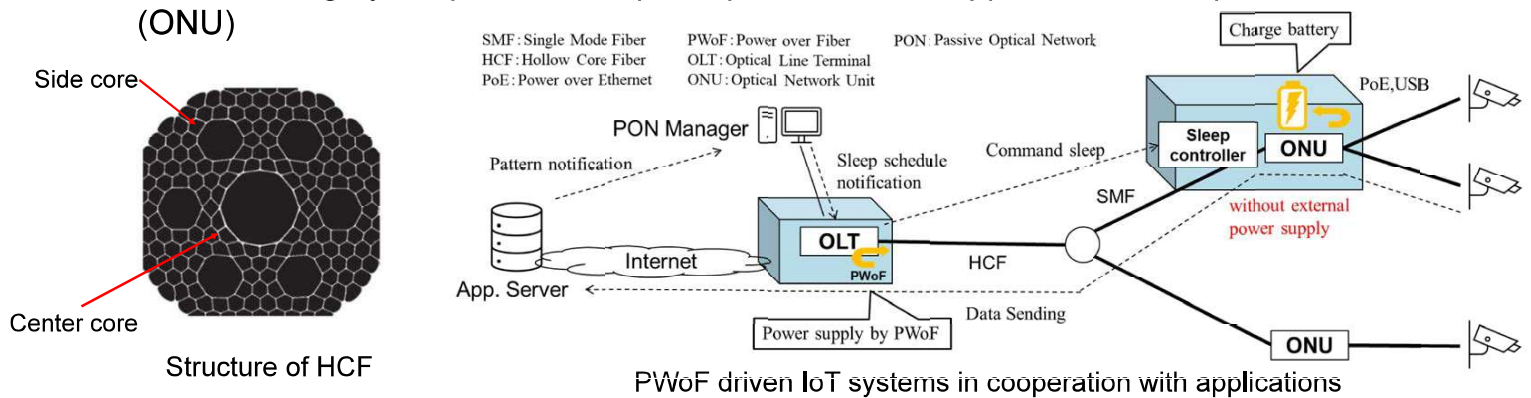 (ONU)
Side core
Center core
Structure of HCF
SMF:Single Mode Fiber PWoF:Power over Fiber PON:Passive Optical Network
HCF:Hollow Core Fiber OLT:Optical Line Terminal
PoE:Power over Ethernet ONU:Optical Network Unit
Charge battery
PoE,USB
PON Manager
Pattern notification
Sleep schedule
notification
Command sleep
Sleep
controller
ONU
SMF
without external
power supply
OLT
PWoF
HCF
Internet
App. Server
Data Sending
Power supply by PWoF
ONU
PWoF driven IoT systems in cooperation with applications